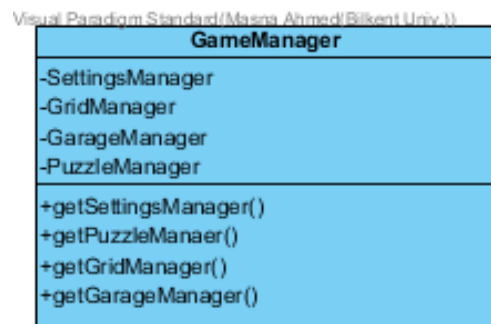 Visual Paradigm Standard(Masna Ahmed(Bilkent Univ.))
GameManager
-SettingsManager
-GridManager
-GarageManager
-PuzzleManager
+getSettingsManager()
+getPuzzleManaer()
+getGridManager()
+getGarageManager()